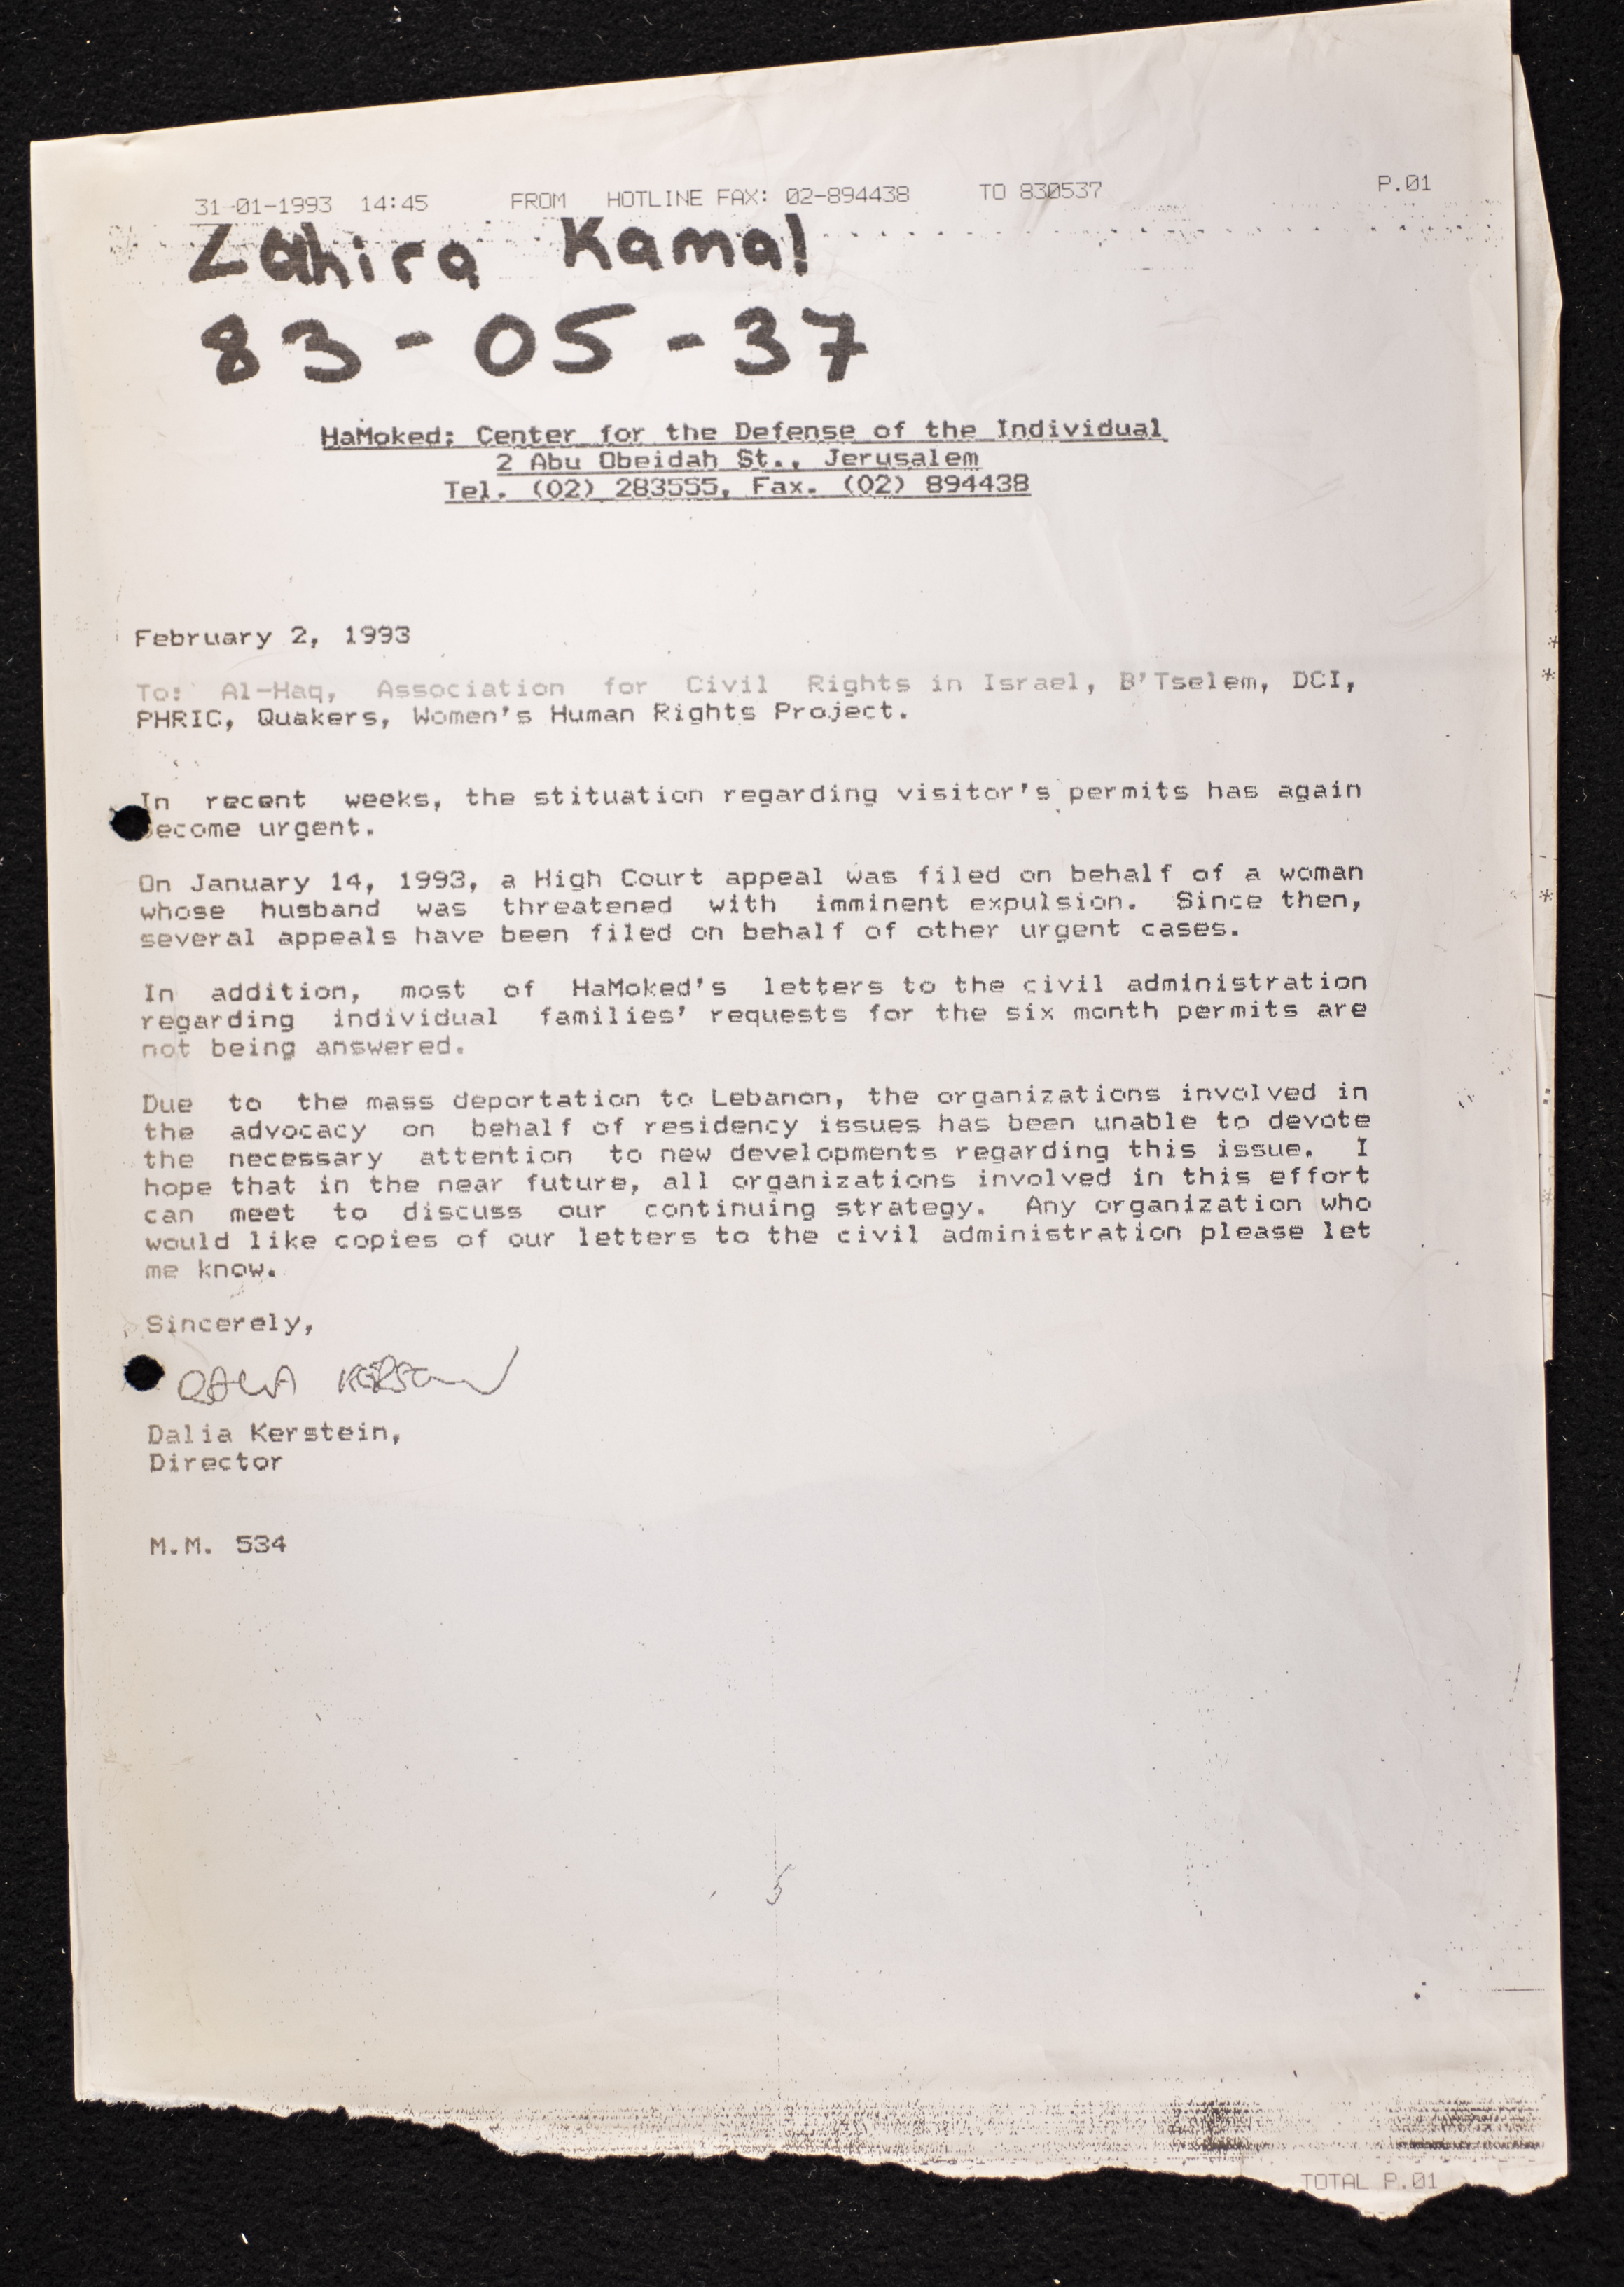 31-01-1993 14:45 FROM HOTLINE FAX: 02-894438 TO 830537 P.01
Zahira Kamal
83-05-37
HaMoked: Center for the Defense of the Individual
2 Abu Obeidah St., Jerusalem
Tel. (02) 283555, Fax. (02) 894438
February 2, 1993
To: Al-Haq, Association for Civil Rights in Israel, B'Tselem, DCI,
PHRIC, Quakers, Women's Human Rights Project.
In recent weeks, the stituation regarding visitor's permits has again
become urgent.
On January 14, 1993, a High Court appeal was filed on behalf of a woman
whose husband was threatened with imminent expulsion. Since then,
several appeals have been filed on behalf of other urgent cases.
In addition, most of HaMoked's letters to the civil administration
regarding individual families' requests for the six month permits are
not being answered.
Due to the mass deportation to Lebanon, the organizations involved in
the advocacy on behalf of residency issues has been unable to devote
the necessary attention to new developments regarding this issue. I
hope that in the near future, all organizations involved in this effort
can meet to discuss our continuing strategy. Any organization who
would like copies of our letters to the civil administration please let
me know.
Sincerely,
Dalia Kerstein,
Director
M.M. 534
TOTAL P.01